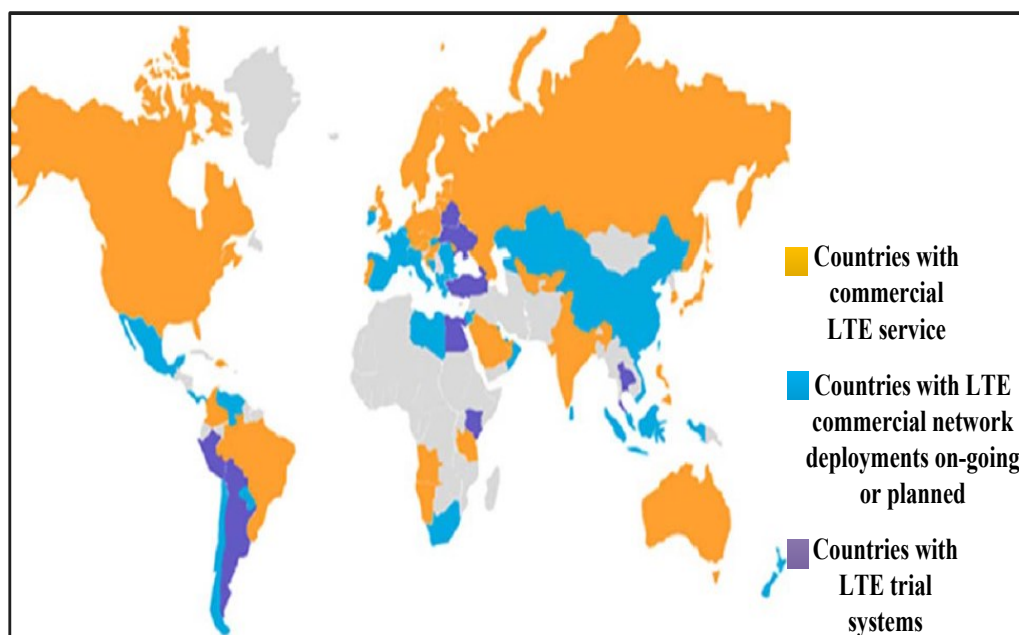 Countries with
commercial
LTE service
Countries with LTE
commercial network
deployments on-going
or planned
Countries with
LTE trial
systems